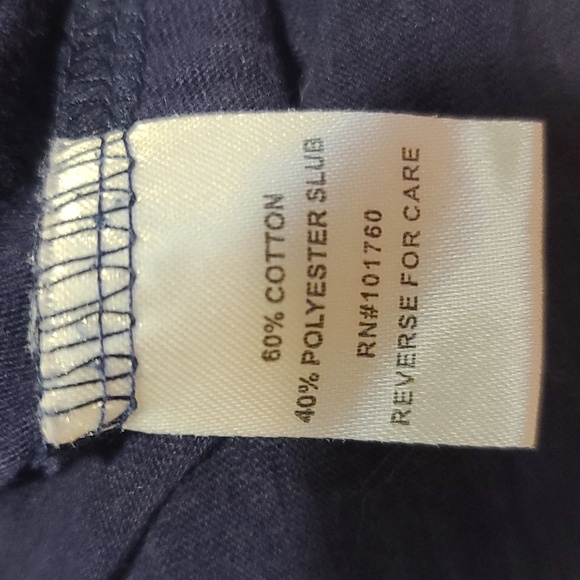 60% COTTON
40% POLYESTER SLUB
RN#101760
REVERSE FOR CARE